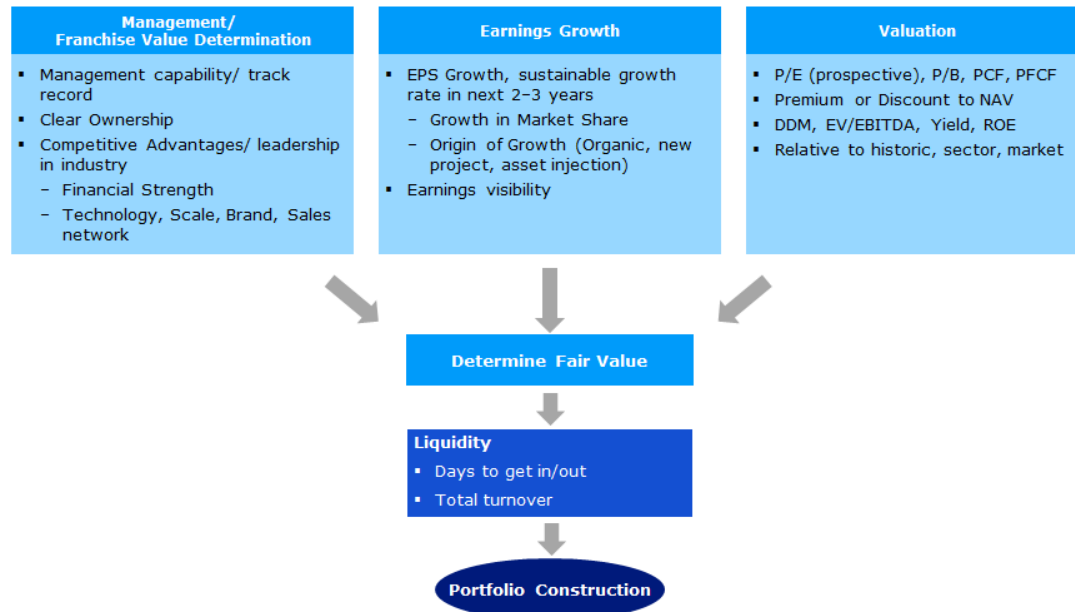 Management/
Franchise Value Determination
▪ Management capability/ track
record
▪ Clear Ownership
▪ Competitive Advantages/ leadership
in industry
– Financial Strength
– Technology, Scale, Brand, Sales
network
Earnings Growth
▪ EPS Growth, sustainable growth
rate in next 2–3 years
– Growth in Market Share
– Origin of Growth (Organic, new
project, asset injection)
▪ Earnings visibility
Valuation
▪ P/E (prospective), P/B, PCF, PFCF
▪ Premium or Discount to NAV
▪ DDM, EV/EBITDA, Yield, ROE
▪ Relative to historic, sector, market
Determine Fair Value
Liquidity
▪ Days to get in/out
▪ Total turnover
Portfolio Construction